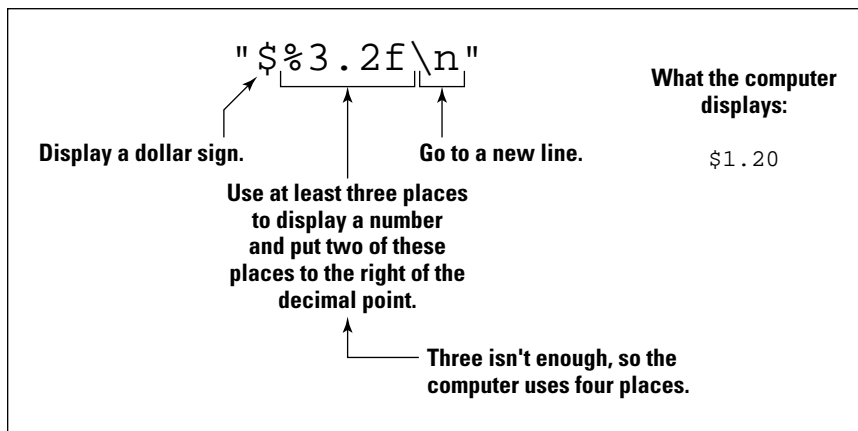 "$%3.2f\n"
What the computer
displays:
$1.20
Display a dollar sign.
Go to a new line.
Use at least three places
to display a number
and put two of these
places to the right of the
decimal point.
Three isn't enough, so the
computer uses four places.